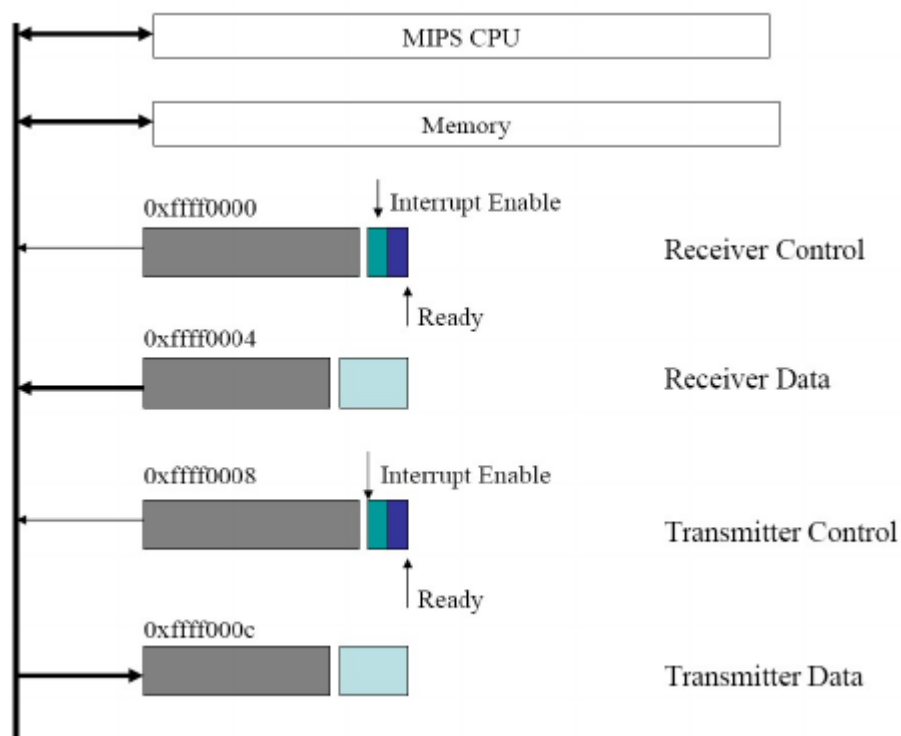 MIPS CPU
Memory
Interrupt Enable
0xffff0000
Receiver Control
Ready
0xffff0004
Receiver Data
Interrupt Enable
0xffff0008
Transmitter Control
Ready
0xffff000c
Transmitter Data